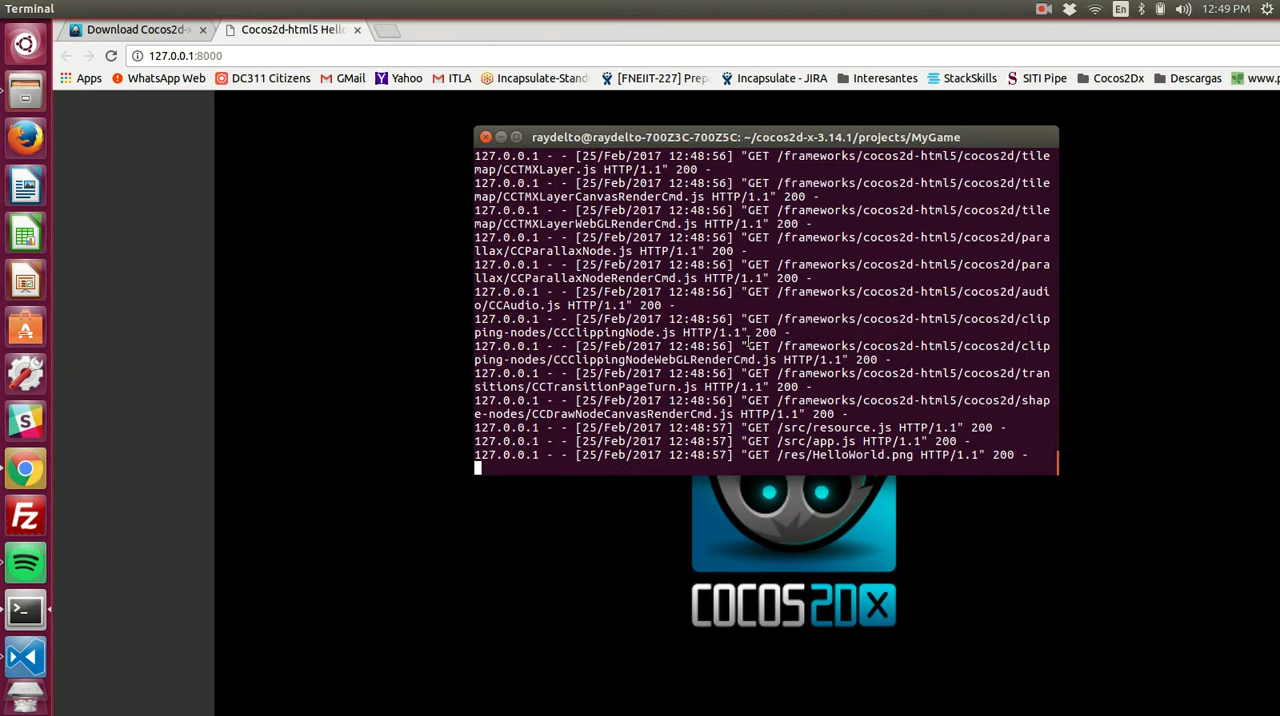 Terminal
En
12:49 PM
Download Cocos2d-x
Cocos2d-html5 Hello
127.0.0.1:8000
Apps
WhatsApp Web
DC311 Citizens
GMail
Yahoo
ITLA
Incapsulate-Stand
[FNEIIT-227] Prep
Incapsulate - JIRA
Interesantes
StackSkills
SITI Pipe
Cocos2Dx
Descargas
www.p
raydelto@raydelto-700Z3C-700Z5C: ~/cocos2d-x-3.14.1/projects/MyGame
127.0.0.1 - - [25/Feb/2017 12:48:56] "GET /frameworks/cocos2d-html5/cocos2d/tile
map/CCTMXLayer.js HTTP/1.1" 200 -
127.0.0.1 - - [25/Feb/2017 12:48:56] "GET /frameworks/cocos2d-html5/cocos2d/tile
map/CCTMXLayerCanvasRenderCmd.js HTTP/1.1" 200 -
127.0.0.1 - - [25/Feb/2017 12:48:56] "GET /frameworks/cocos2d-html5/cocos2d/tile
map/CCTMXLayerWebGLRenderCmd.js HTTP/1.1" 200 -
127.0.0.1 - - [25/Feb/2017 12:48:56] "GET /frameworks/cocos2d-html5/cocos2d/para
llax/CCParallaxNode.js HTTP/1.1" 200 -
127.0.0.1 - - [25/Feb/2017 12:48:56] "GET /frameworks/cocos2d-html5/cocos2d/para
llax/CCParallaxNodeRenderCmd.js HTTP/1.1" 200 -
127.0.0.1 - - [25/Feb/2017 12:48:56] "GET /frameworks/cocos2d-html5/cocos2d/audi
o/CCAudio.js HTTP/1.1" 200 -
127.0.0.1 - - [25/Feb/2017 12:48:56] "GET /frameworks/cocos2d-html5/cocos2d/clip
ping-nodes/CCClippingNode.js HTTP/1.1" 200 -
127.0.0.1 - - [25/Feb/2017 12:48:56] "GET /frameworks/cocos2d-html5/cocos2d/clip
ping-nodes/CCClippingNodeWebGLRenderCmd.js HTTP/1.1" 200 -
127.0.0.1 - - [25/Feb/2017 12:48:56] "GET /frameworks/cocos2d-html5/cocos2d/tran
sitions/CCTransitionPageTurn.js HTTP/1.1" 200 -
127.0.0.1 - - [25/Feb/2017 12:48:56] "GET /frameworks/cocos2d-html5/cocos2d/shap
e-nodes/CCDrawNodeCanvasRenderCmd.js HTTP/1.1" 200 -
127.0.0.1 - - [25/Feb/2017 12:48:57] "GET /src/resource.js HTTP/1.1" 200 -
127.0.0.1 - - [25/Feb/2017 12:48:57] "GET /src/app.js HTTP/1.1" 200 -
127.0.0.1 - - [25/Feb/2017 12:48:57] "GET /res/HelloWorld.png HTTP/1.1" 200 -
COCOS2DX